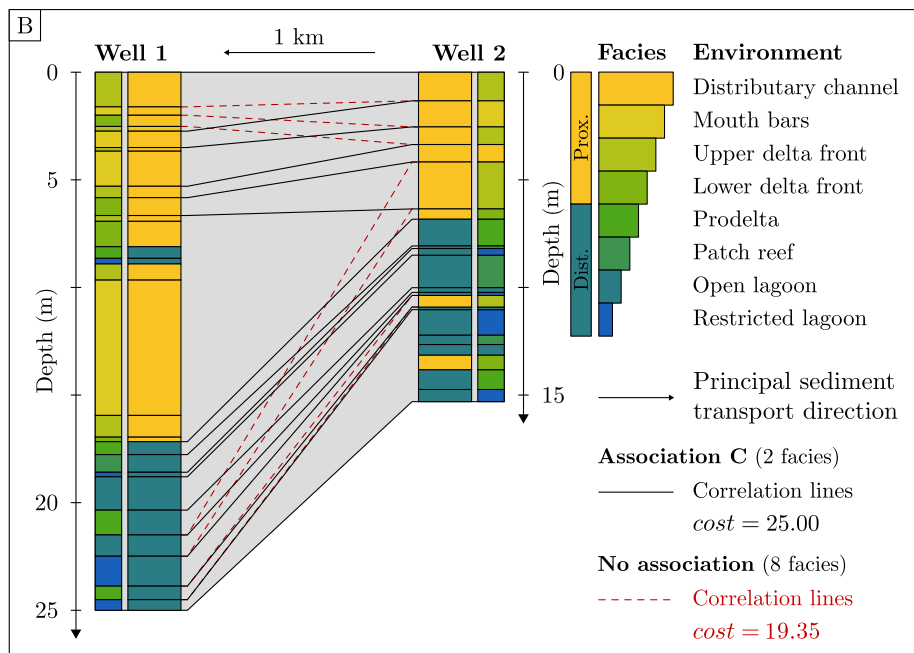 B
1 km
Well 1
Well 2
Facies
Environment
0
5
20
25
Depth (m)
0
15
Depth (m)
Prox.
Dist.
Distributary channel
Mouth bars
Upper delta front
Lower delta front
Prodelta
Patch reef
Open lagoon
Restricted lagoon
Principal sediment
transport direction
Association C (2 facies)
Correlation lines
cost = 25.00
No association (8 facies)
Correlation lines
cost = 19.35